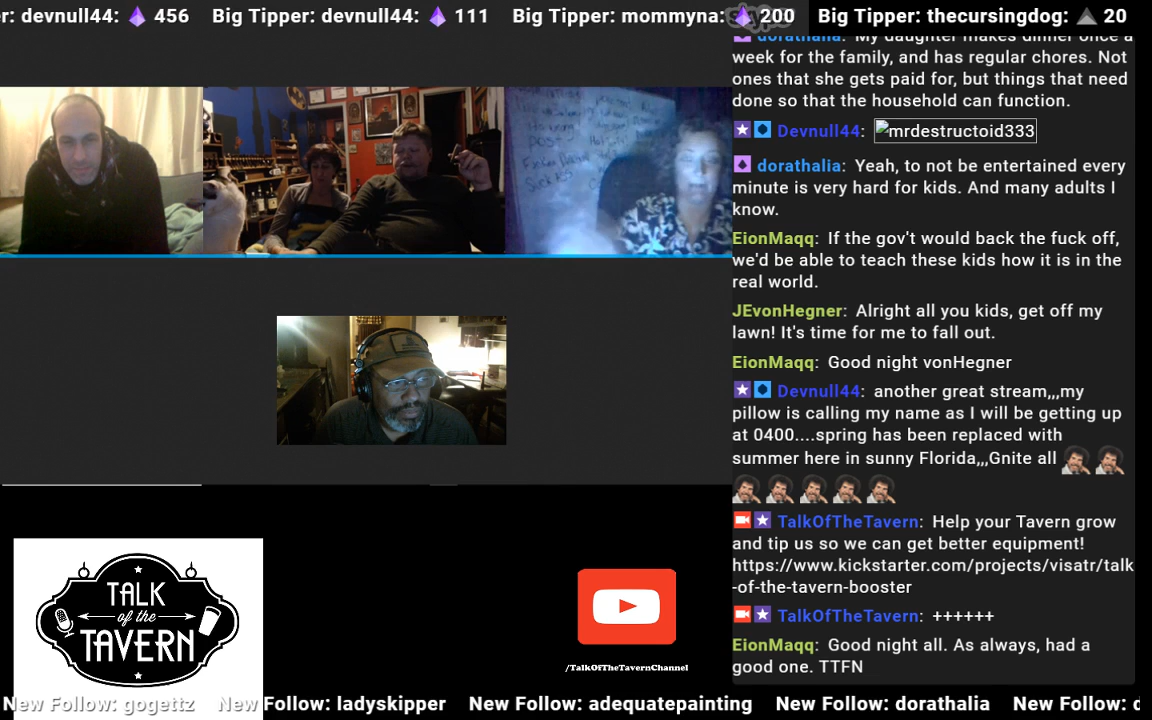 r: devnull44: 456 Big Tipper: devnull44: 111 Big Tipper: mommyna: 200 Big Tipper: thecursingdog: 20
dorathalia: My daughter makes dinner once a
week for the family, and has regular chores. Not
ones that she gets paid for, but things that need
done so that the household can function.
Devnull44: mrdestructoid333
dorathalia: Yeah, to not be entertained every
minute is very hard for kids. And many adults I
know.
EionMaqq: If the gov't would back the fuck off,
we'd be able to teach these kids how it is in the
real world.
JEvonHegner: Alright all you kids, get off my
lawn! It's time for me to fall out.
EionMaqq: Good night vonHegner
Devnull44: another great stream,,,my
pillow is calling my name as I will be getting up
at 0400....spring has been replaced with
summer here in sunny Florida,,,Gnite all
TalkOfTheTavern: Help your Tavern grow
and tip us so we can get better equipment!
https://www.kickstarter.com/projects/visatr/talk
-of-the-tavern-booster
TalkOfTheTavern: ++++++
EionMaqq: Good night all. As always, had a
good one. TTFN
TALK
of the
TAVERN
/TalkOfTheTavernChannel
New Follow: gogettz New Follow: ladyskipper New Follow: adequatepainting New Follow: dorathalia New Follow: d